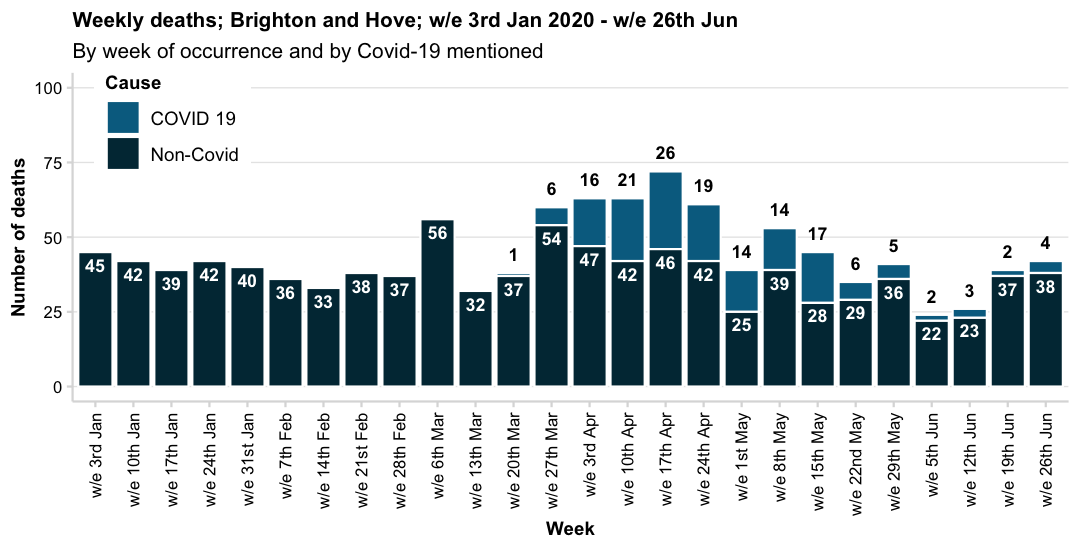 Weekly deaths; Brighton and Hove; w/e 3rd Jan 2020 - w/e 26th Jun
By week of occurrence and by Covid-19 mentioned
Cause
COVID 19
Non-Covid
Number of deaths
100
75
50
25
0
45
42
39
42
40
36
33
38
37
56
32
1
37
6
54
16
47
21
42
26
46
19
42
14
25
14
39
17
28
6
29
5
36
2
22
3
23
2
37
4
38
w/e 3rd Jan
w/e 10th Jan
w/e 17th Jan
w/e 24th Jan
w/e 31st Jan
w/e 7th Feb
w/e 14th Feb
w/e 21st Feb
w/e 28th Feb
w/e 6th Mar
w/e 13th Mar
w/e 20th Mar
w/e 27th Mar
w/e 3rd Apr
w/e 10th Apr
w/e 17th Apr
w/e 24th Apr
w/e 1st May
w/e 8th May
w/e 15th May
w/e 22nd May
w/e 29th May
w/e 5th Jun
w/e 12th Jun
w/e 19th Jun
w/e 26th Jun
Week